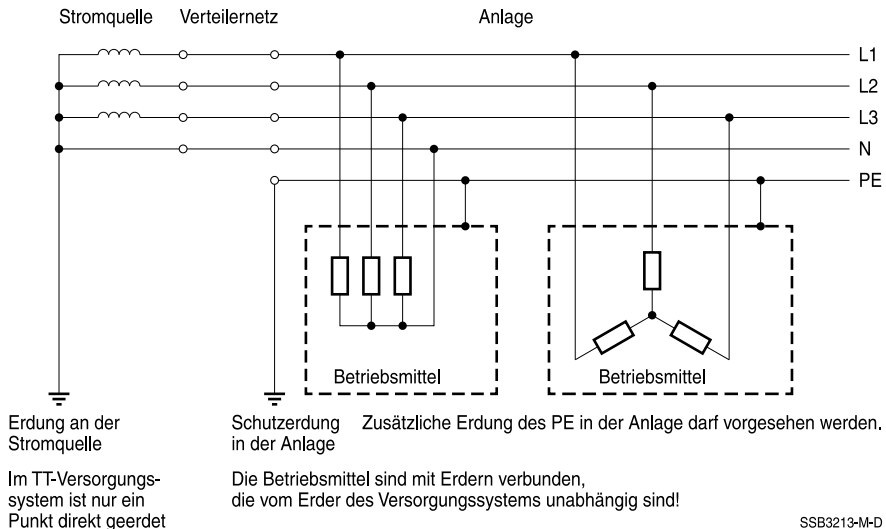 Stromquelle Verteilernetz Anlage
L1
L2
L3
N
PE
Betriebsmittel Betriebsmittel
Erdung an der
Stromquelle
Schutzerdung
in der Anlage
Zusätzliche Erdung des PE in der Anlage darf vorgesehen werden.
Im TT-Versorgungs-
system ist nur ein
Punkt direkt geerdet
Die Betriebsmittel sind mit Erdern verbunden,
die vom Erder des Versorgungssystems unabhängig sind!
SSB3213-M-D